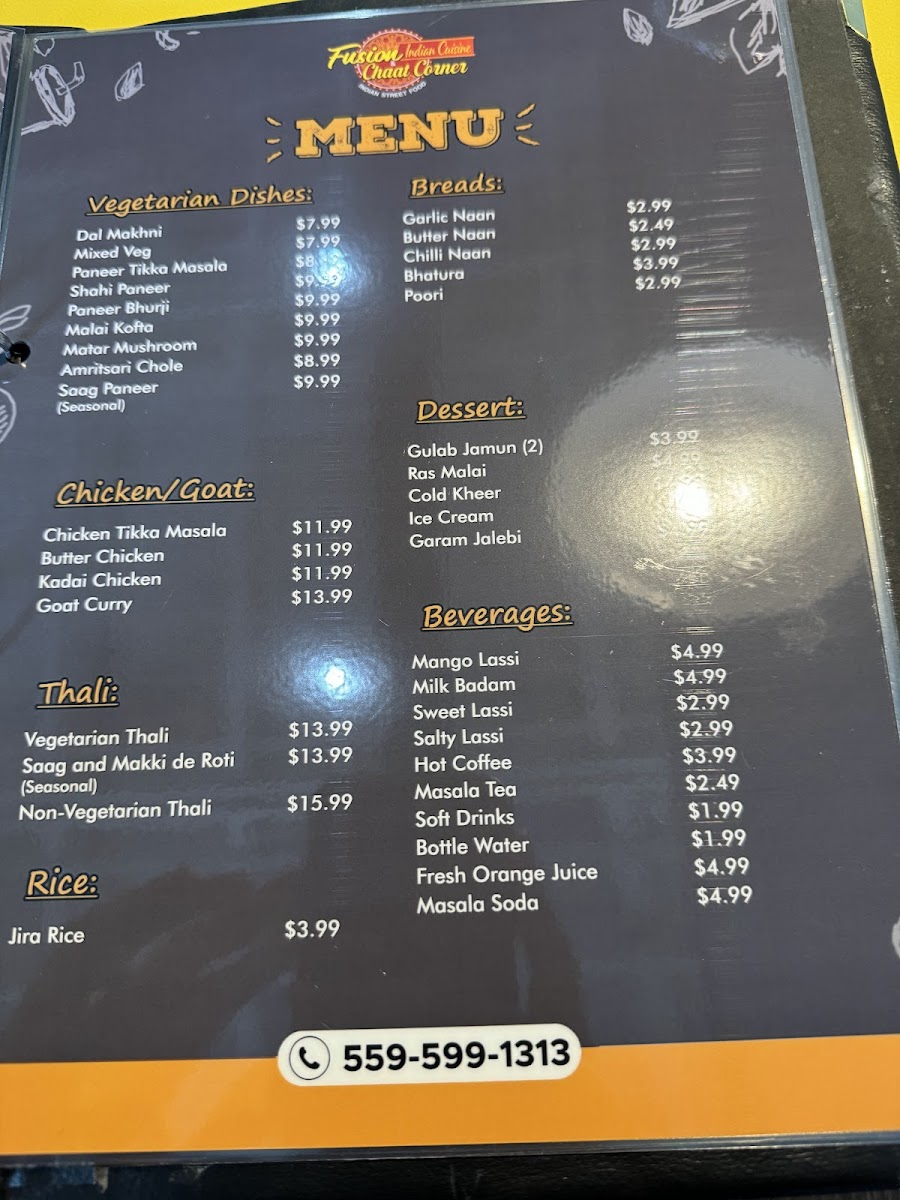 Fusion Indian Cuisine
&
Chaat Corner
INDIAN STREET FOOD
MENU
Vegetarian Dishes:
Dal Makhni $7.99
Mixed Veg $7.99
Paneer Tikka Masala
Shahi Paneer $9.99
Paneer Bhurji $9.99
Malai Kofta $9.99
Matar Mushroom $9.99
Amritsari Chole $8.99
Saag Paneer $9.99
(Seasonal)
Chicken/Goat:
Chicken Tikka Masala $11.99
Butter Chicken $11.99
Kadai Chicken $11.99
Goat Curry $13.99
Thali:
Vegetarian Thali $13.99
Saag and Makki de Roti $13.99
(Seasonal)
Non-Vegetarian Thali $15.99
Rice:
Jira Rice $3.99
Breads:
Garlic Naan $2.99
Butter Naan $2.49
Chilli Naan $2.99
Bhatura $3.99
Poori $2.99
Dessert:
Gulab Jamun (2) $3.99
Ras Malai $4.99
Cold Kheer
Ice Cream
Garam Jalebi
Beverages:
Mango Lassi $4.99
Milk Badam $4.99
Sweet Lassi $2.99
Salty Lassi $2.99
Hot Coffee $3.99
Masala Tea $2.49
Soft Drinks $1.99
Bottle Water $1.99
Fresh Orange Juice $4.99
Masala Soda $4.99
559-599-1313